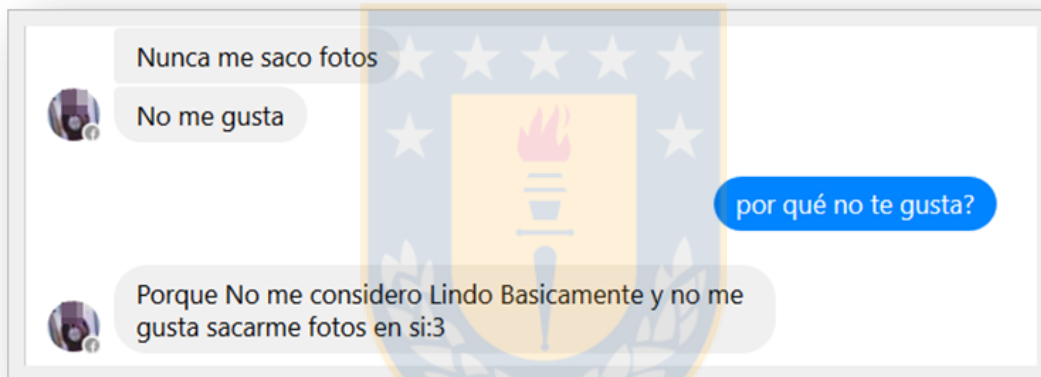 Nunca me saco fotos
No me gusta
por qué no te gusta?
Porque No me considero Lindo Basicamente y no me
gusta sacarme fotos en si:3